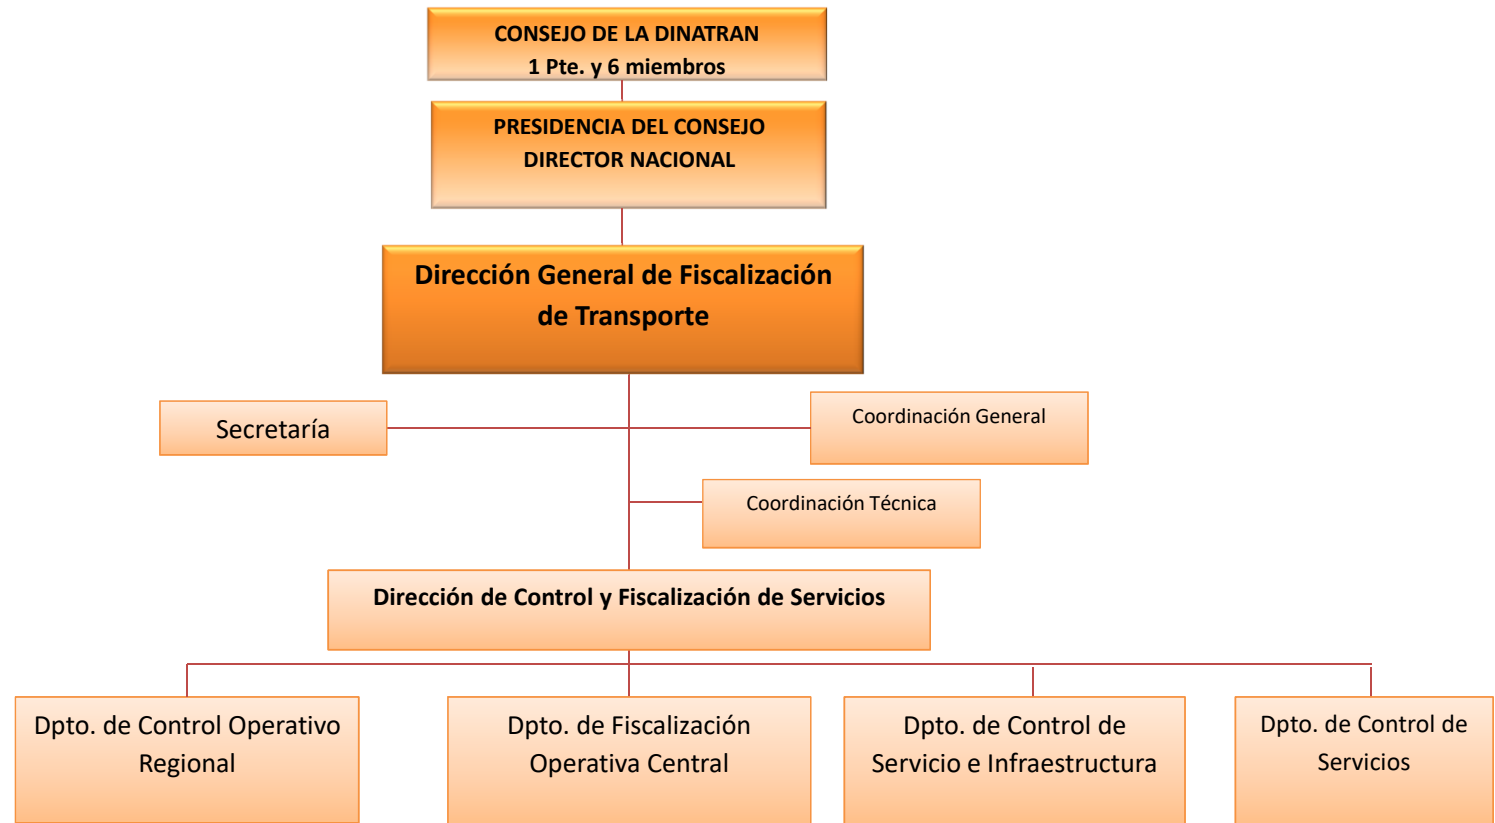 CONSEJO DE LA DINATRAN
1 Pte. y 6 miembros
PRESIDENCIA DEL CONSEJO
DIRECTOR NACIONAL
Dirección General de Fiscalización
de Transporte
Secretaría
Coordinación General
Coordinación Técnica
Dirección de Control y Fiscalización de Servicios
Dpto. de Control Operativo
Regional
Dpto. de Fiscalización
Operativa Central
Dpto. de Control de
Servicio e Infraestructura
Dpto. de Control de
Servicios